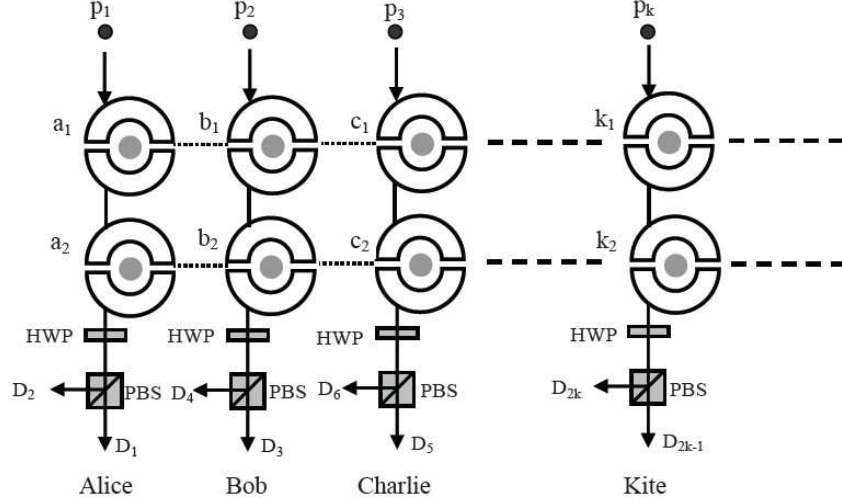 p₁ p₂ p₃ pₖ
a₁ b₁ c₁ k₁
a₂ b₂ c₂ k₂
HWP HWP HWP HWP
D₂ PBS D₄ PBS D₆ PBS D₂ₖ PBS
D₁ D₃ D₅ D₂ₖ₋₁
Alice Bob Charlie Kite